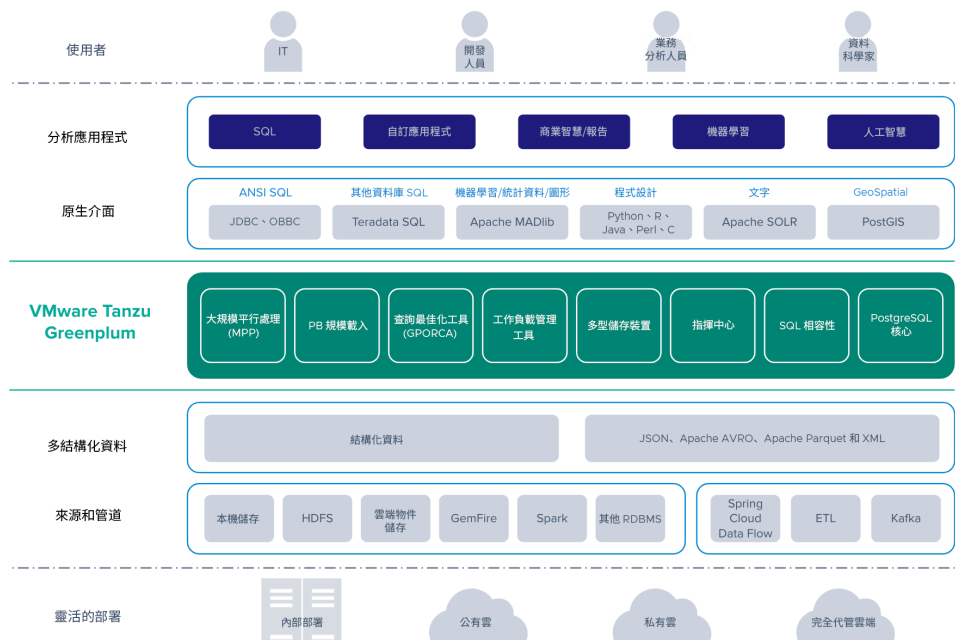 使用者
IT
開發
人員
業務
分析人員
資料
科學家
分析應用程式
SQL
自訂應用程式
商業智慧/報告
機器學習
人工智慧
原生介面
ANSI SQL
其他資料庫 SQL
機器學習/統計資料/圖形
程式設計
文字
GeoSpatial
JDBC、OBBC
Teradata SQL
Apache MADlib
Python、R、
Java、Perl、C
Apache SOLR
PostGIS
VMware Tanzu
Greenplum
大規模平行處理
(MPP)
PB 規模載入
查詢最佳化工具
(GPORCA)
工作負載管理
工具
多型儲存裝置
指揮中心
SQL 相容性
PostgreSQL
核心
多結構化資料
結構化資料
JSON、Apache AVRO、Apache Parquet 和 XML
來源和管道
本機儲存
HDFS
雲端物件
儲存
GemFire
Spark
其他 RDBMS
Spring
Cloud
Data Flow
ETL
Kafka
靈活的部署
內部部署
公有雲
私有雲
完全代管雲端